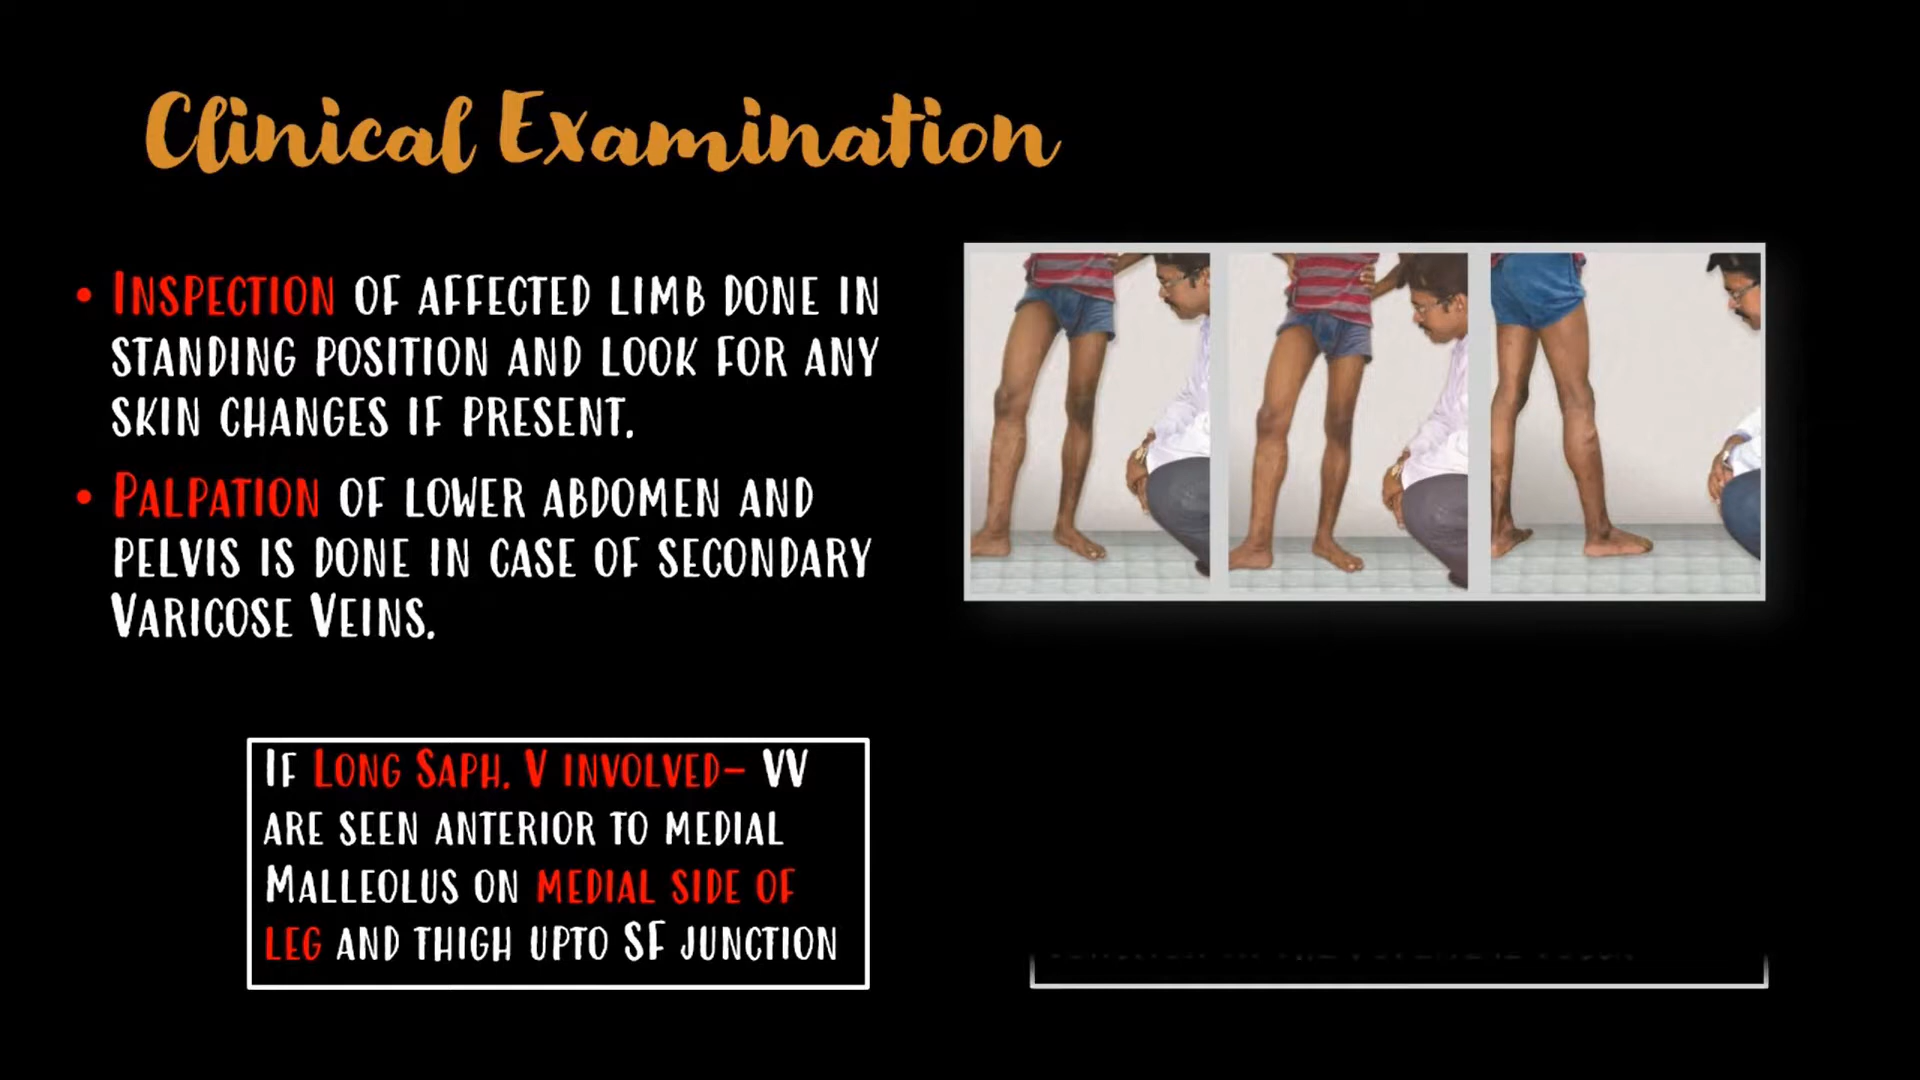 Clinical Examination
• Inspection of affected limb done in
standing position and look for any
skin changes if present.
• Palpation of lower abdomen and
pelvis is done in case of secondary
Varicose Veins.
If Long Saph. V involved- VV
are seen anterior to medial
Malleolus on medial side of
leg and thigh upto SF junction